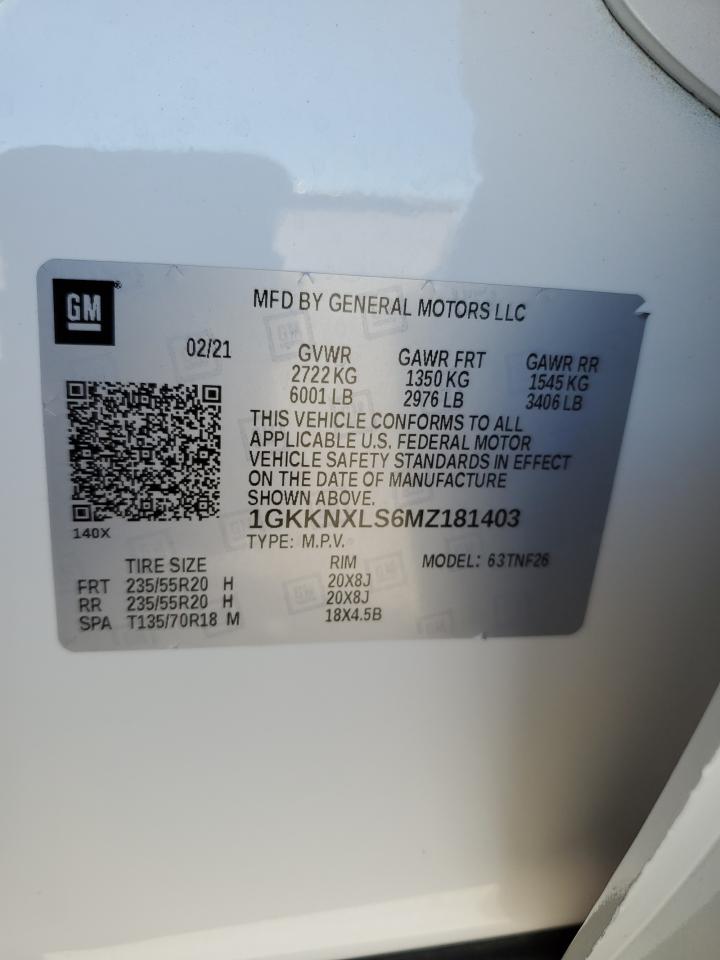 GM®
MFD BY GENERAL MOTORS LLC
02/21 GVWR GAWR FRT GAWR RR
2722 KG 1350 KG 1545 KG
6001 LB 2976 LB 3406 LB
THIS VEHICLE CONFORMS TO ALL
APPLICABLE U.S. FEDERAL MOTOR
VEHICLE SAFETY STANDARDS IN EFFECT
ON THE DATE OF MANUFACTURE
SHOWN ABOVE.
140X
1GKKNXLS6MZ181403
TYPE: M.P.V. MODEL: 63TNF26
TIRE SIZE RIM
FRT 235/55R20 H 20X8J
RR 235/55R20 H 20X8J
SPA T135/70R18 M 18X4.5B